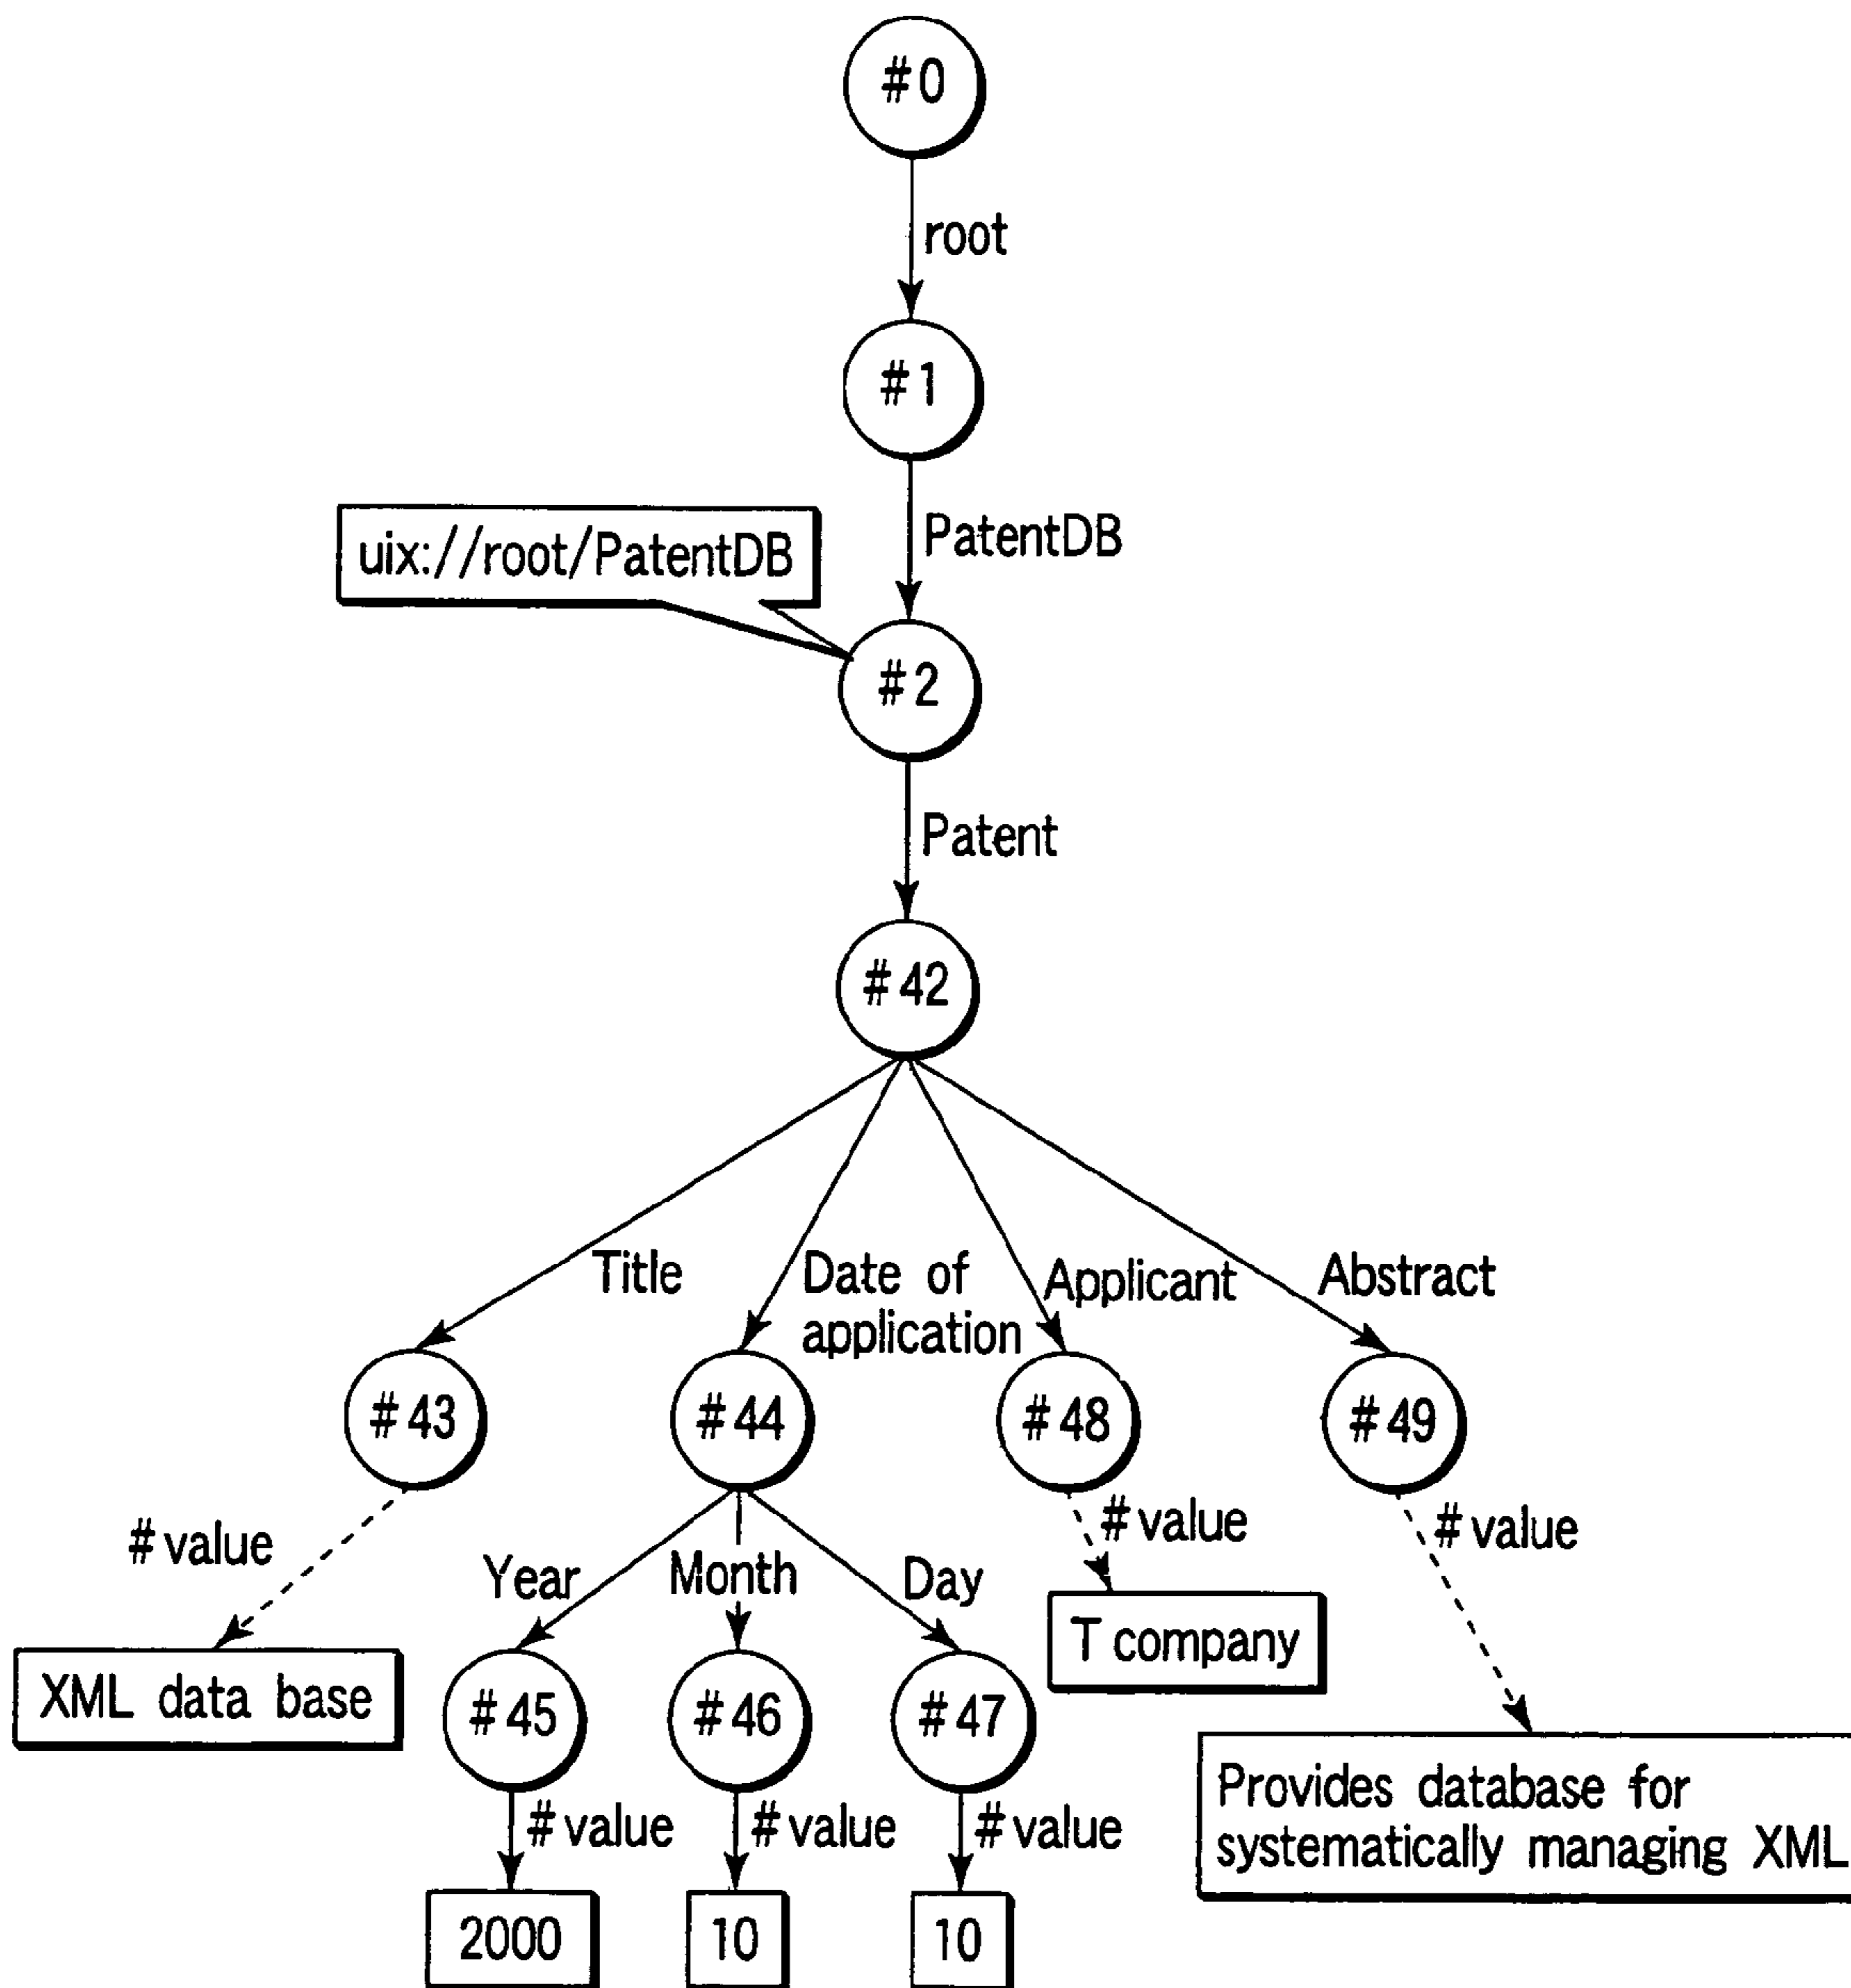 #0
root
#1
PatentDB
uix://root/PatentDB
#2
Patent
#42
Title
Date of
application
Applicant
Abstract
#43
#44
#48
#49
#value
#value
#value
Year
Month
Day
XML data base
T company
#45
#46
#47
Provides database for
systematically managing XML
#value
#value
#value
2000
10
10